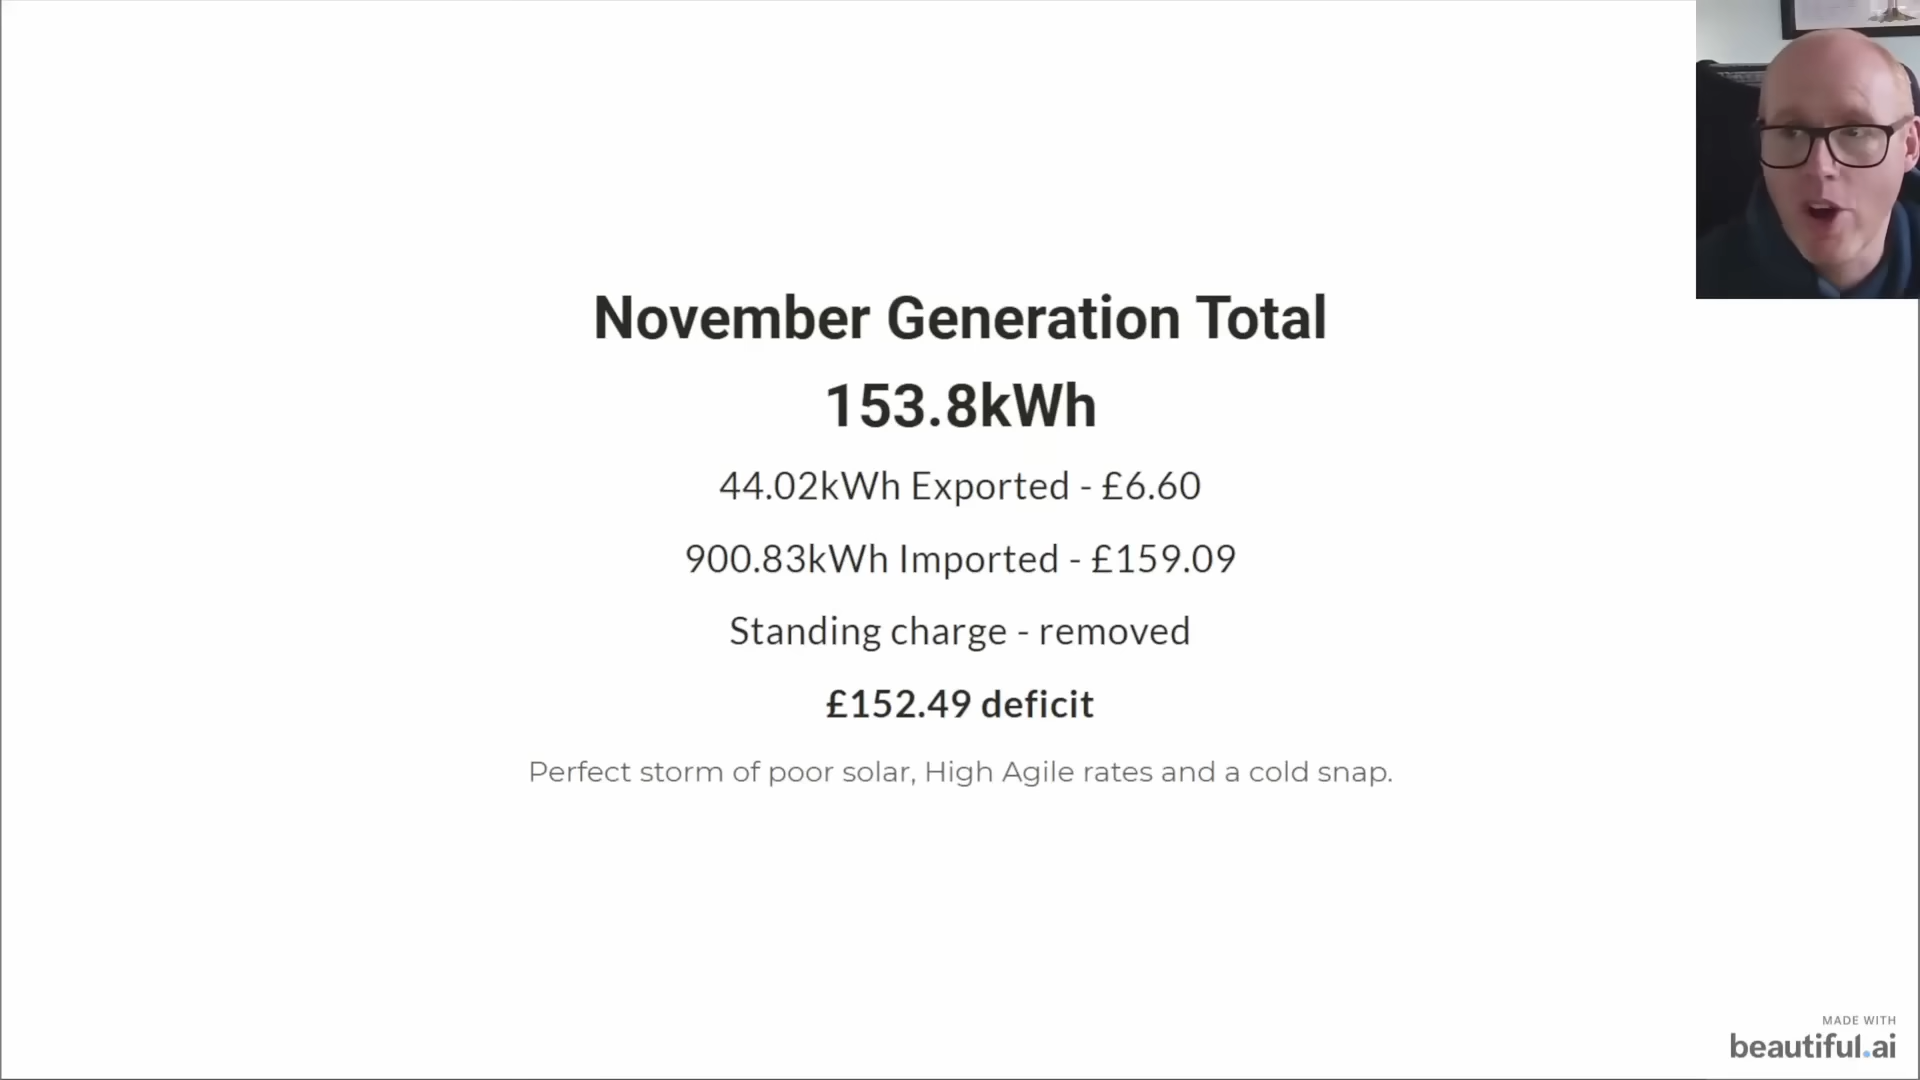 November Generation Total
153.8kWh
44.02kWh Exported - £6.60
900.83kWh Imported - £159.09
Standing charge - removed
£152.49 deficit
Perfect storm of poor solar, High Agile rates and a cold snap.
MADE WITH
beautiful.ai